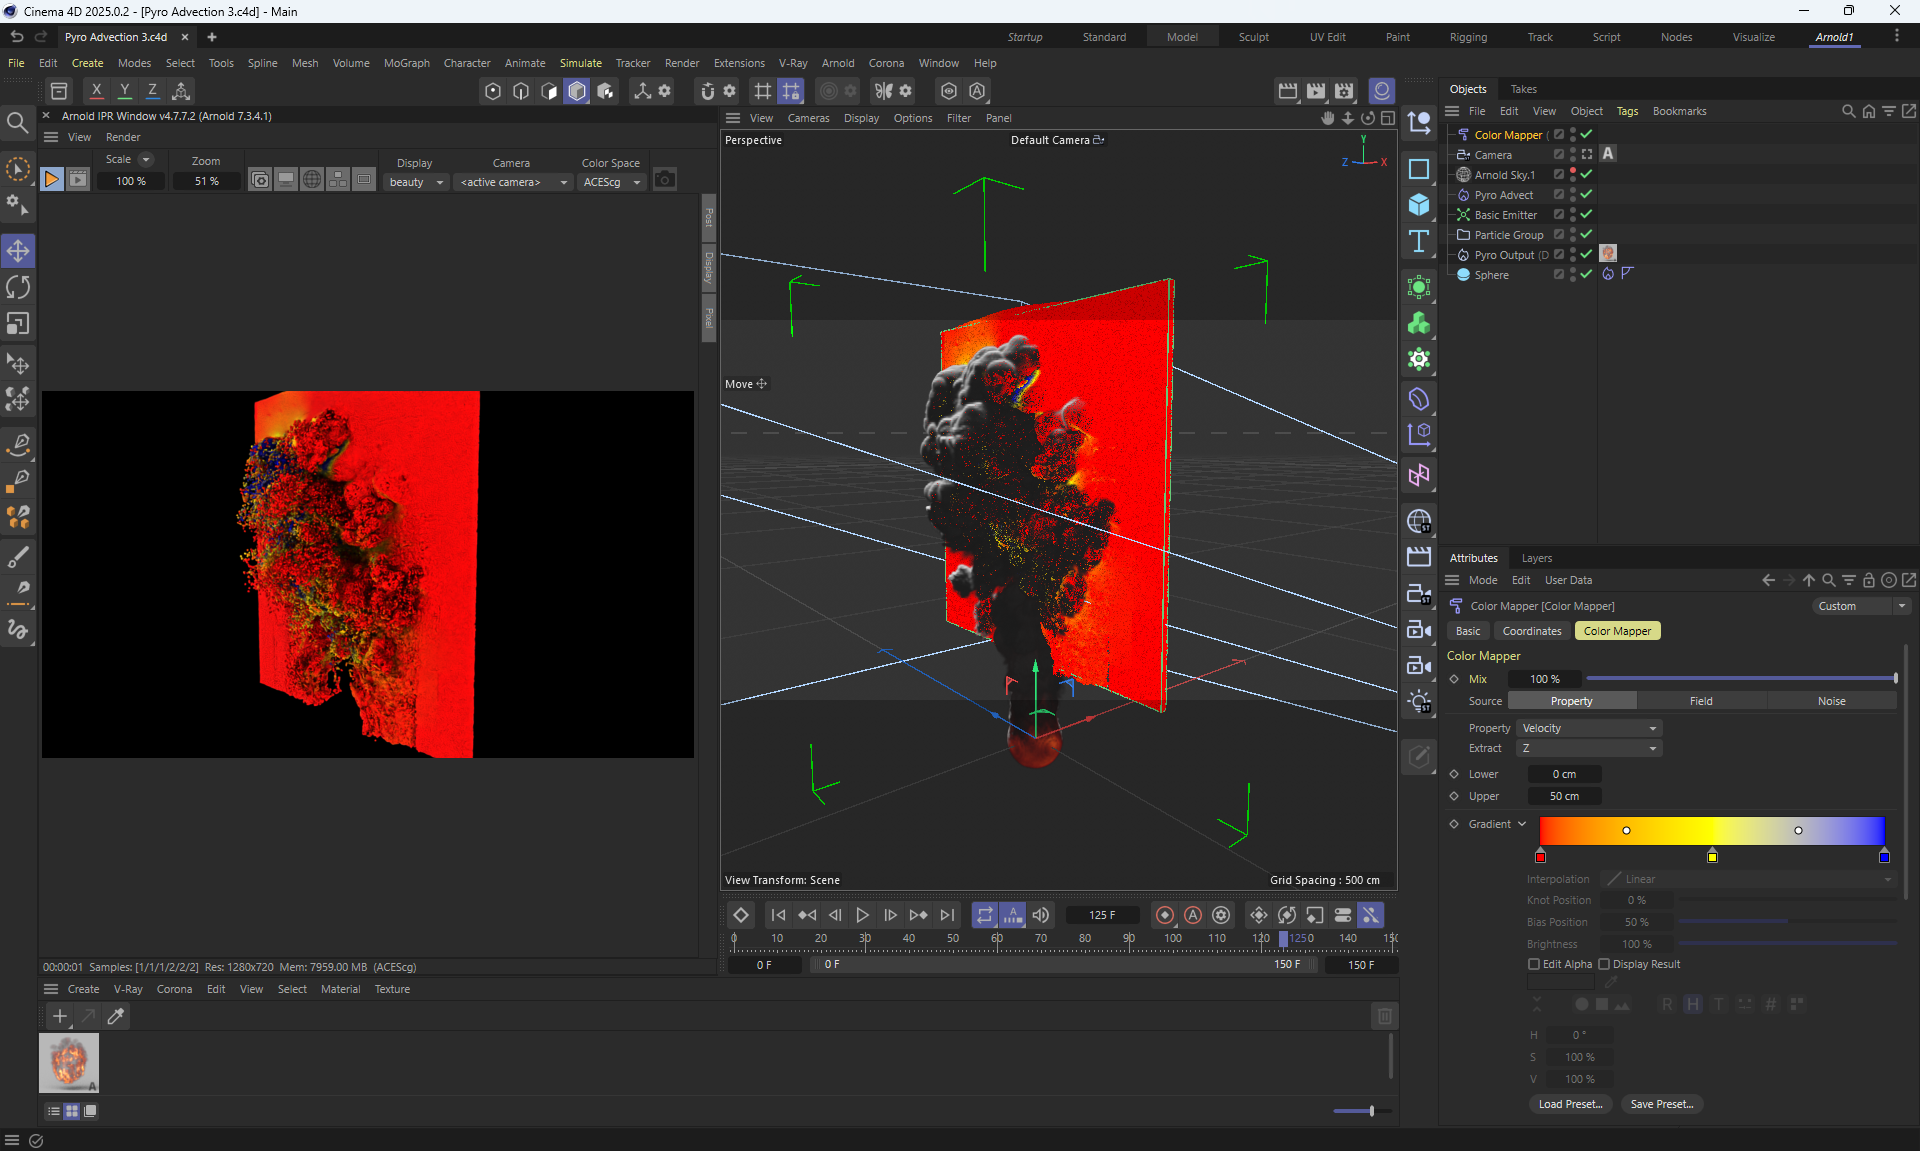 Cinema 4D 2025.0.2 - [Pyro Advection 3.c4d] - Main
Pyro Advection 3.c4d
Startup Standard Model Sculpt UV Edit Paint Rigging Track Script Nodes Visualize Arnold1
File Edit Create Modes Select Tools Spline Mesh Volume MoGraph Character Animate Simulate Tracker Render Extensions V-Ray Arnold Corona Window Help
X Y Z
Arnold IPR Window v4.7.7.2 (Arnold 7.3.4.1)
View Render
Scale Zoom Display Camera Color Space
100 % 51 % beauty <active camera> ACEScg
Post
Display
Pixel
00:00:01 Samples: [1/1/1/2/2/2] Res: 1280x720 Mem: 7959.00 MB (ACEScg)
View Cameras Display Options Filter Panel
Perspective
Default Camera
Y
Z X
Move
View Transform: Scene
Grid Spacing : 500 cm
125 F
0 10 20 30 40 50 60 70 80 90 100 110 120 1250 140 150
0 F 0 F 150 F 150 F
Create V-Ray Corona Edit View Select Material Texture
A
Objects Takes
File Edit View Object Tags Bookmarks
Color Mapper (
Camera A
Arnold Sky.1
Pyro Advect
Basic Emitter
Particle Group
Pyro Output (D
Sphere
Attributes Layers
Mode Edit User Data
Color Mapper [Color Mapper] Custom
Basic Coordinates Color Mapper
Color Mapper
Mix 100 %
Source Property Field Noise
Property Velocity
Extract Z
Lower 0 cm
Upper 50 cm
Gradient
Interpolation Linear
Knot Position 0 %
Bias Position 50 %
Brightness 100 %
Edit Alpha Display Result
R H T #
H 0 °
S 100 %
V 100 %
Load Preset... Save Preset...